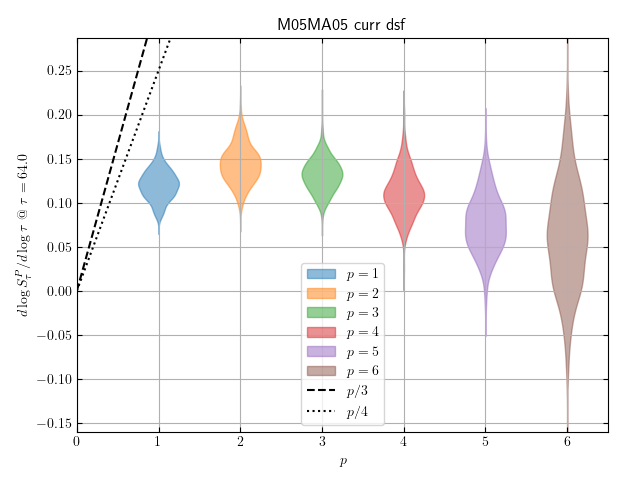 M05MA05 curr dsf
d log S_τ^P / d log τ @ τ = 64.0
0.25
0.20
0.15
0.10
0.05
0.00
−0.05
−0.10
−0.15
p = 1
p = 2
p = 3
p = 4
p = 5
p = 6
p/3
p/4
0 1 2 3 4 5 6
p